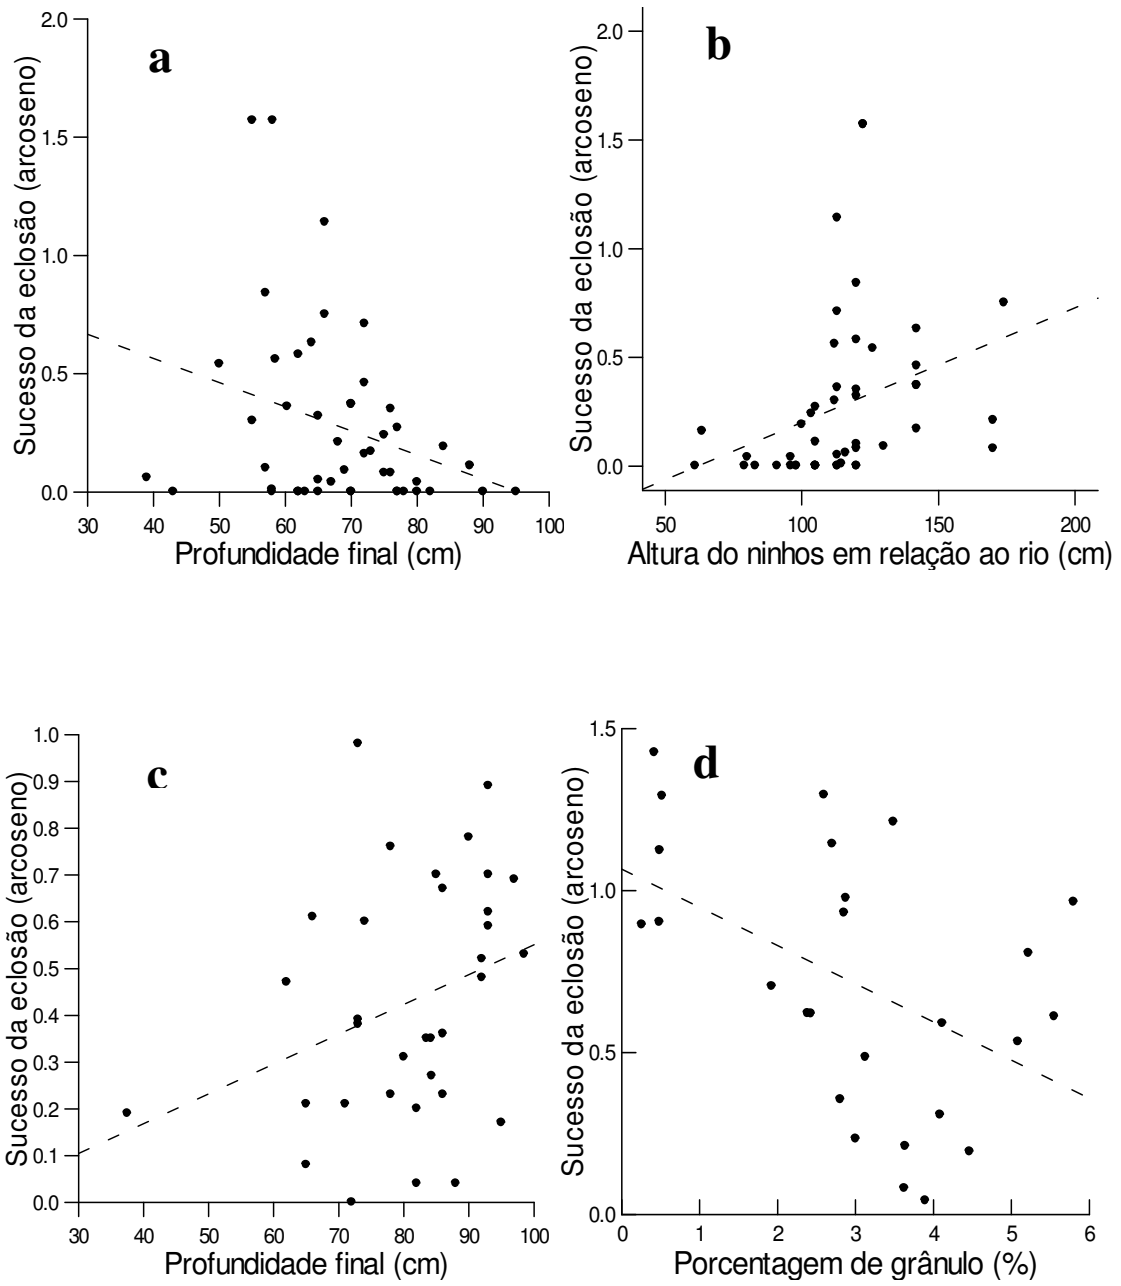 a
Sucesso da eclosão (arcoseno)
2.0
1.5
1.0
0.5
0.0
30 40 50 60 70 80 90 100
Profundidade final (cm)
b
Sucesso da eclosão (arcoseno)
2.0
1.5
1.0
0.5
0.0
50 100 150 200
Altura do ninhos em relação ao rio (cm)
c
Sucesso da eclosão (arcoseno)
1.0
0.9
0.8
0.7
0.6
0.5
0.4
0.3
0.2
0.1
0.0
30 40 50 60 70 80 90 100
Profundidade final (cm)
d
Sucesso da eclosão (arcoseno)
1.5
1.0
0.5
0.0
0 1 2 3 4 5 6
Porcentagem de grânulo (%)